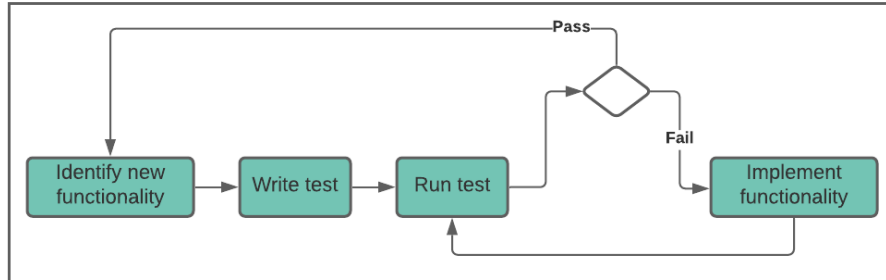 Pass
Fail
Identify new
functionality
Write test
Run test
Implement
functionality